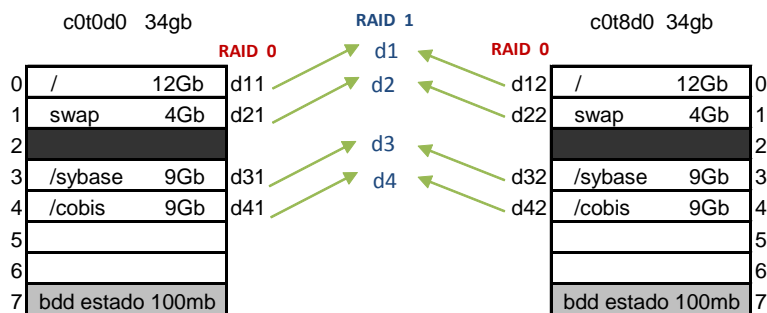 c0t0d0 34gb
RAID 1
c0t8d0 34gb
RAID 0
d1
RAID 0
0 / 12Gb d11
d2
d12 / 12Gb 0
1 swap 4Gb d21
d22 swap 4Gb 1
2
d3
2
3 /sybase 9Gb d31
d4
d32 /sybase 9Gb 3
4 /cobis 9Gb d41
d42 /cobis 9Gb 4
5
5
6
6
7 bdd estado 100mb
bdd estado 100mb 7